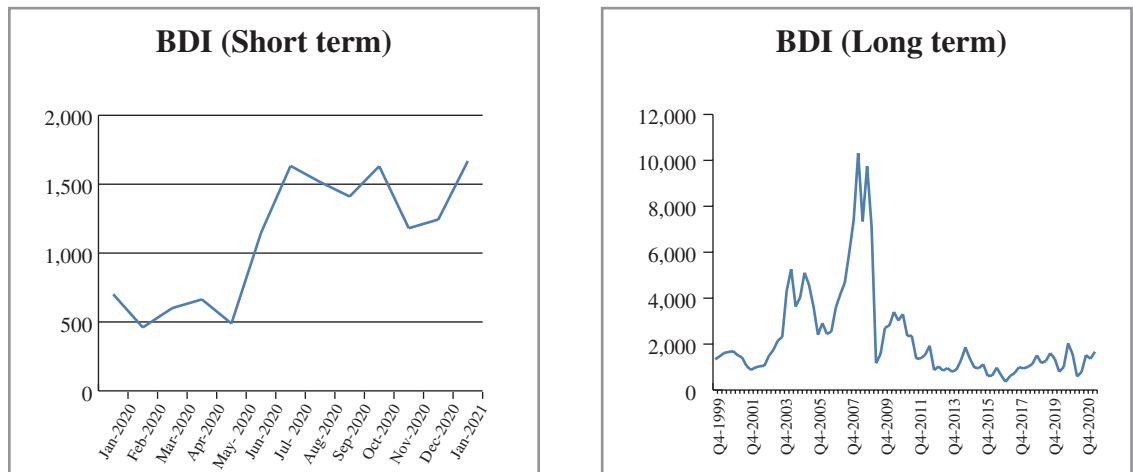 BDI (Short term)
2,000
1,500
1,000
500
0
Jan-2020
Feb-2020
Mar-2020
Apr-2020
May- 2020
Jun-2020
Jul- 2020
Aug-2020
Sep-2020
Oct-2020
Nov-2020
Dec-2020
Jan-2021
BDI (Long term)
12,000
10,000
8,000
6,000
4,000
2,000
0
Q4-1999
Q4-2001
Q4-2003
Q4-2005
Q4-2007
Q4-2009
Q4-2011
Q4-2013
Q4-2015
Q4-2017
Q4-2019
Q4-2020